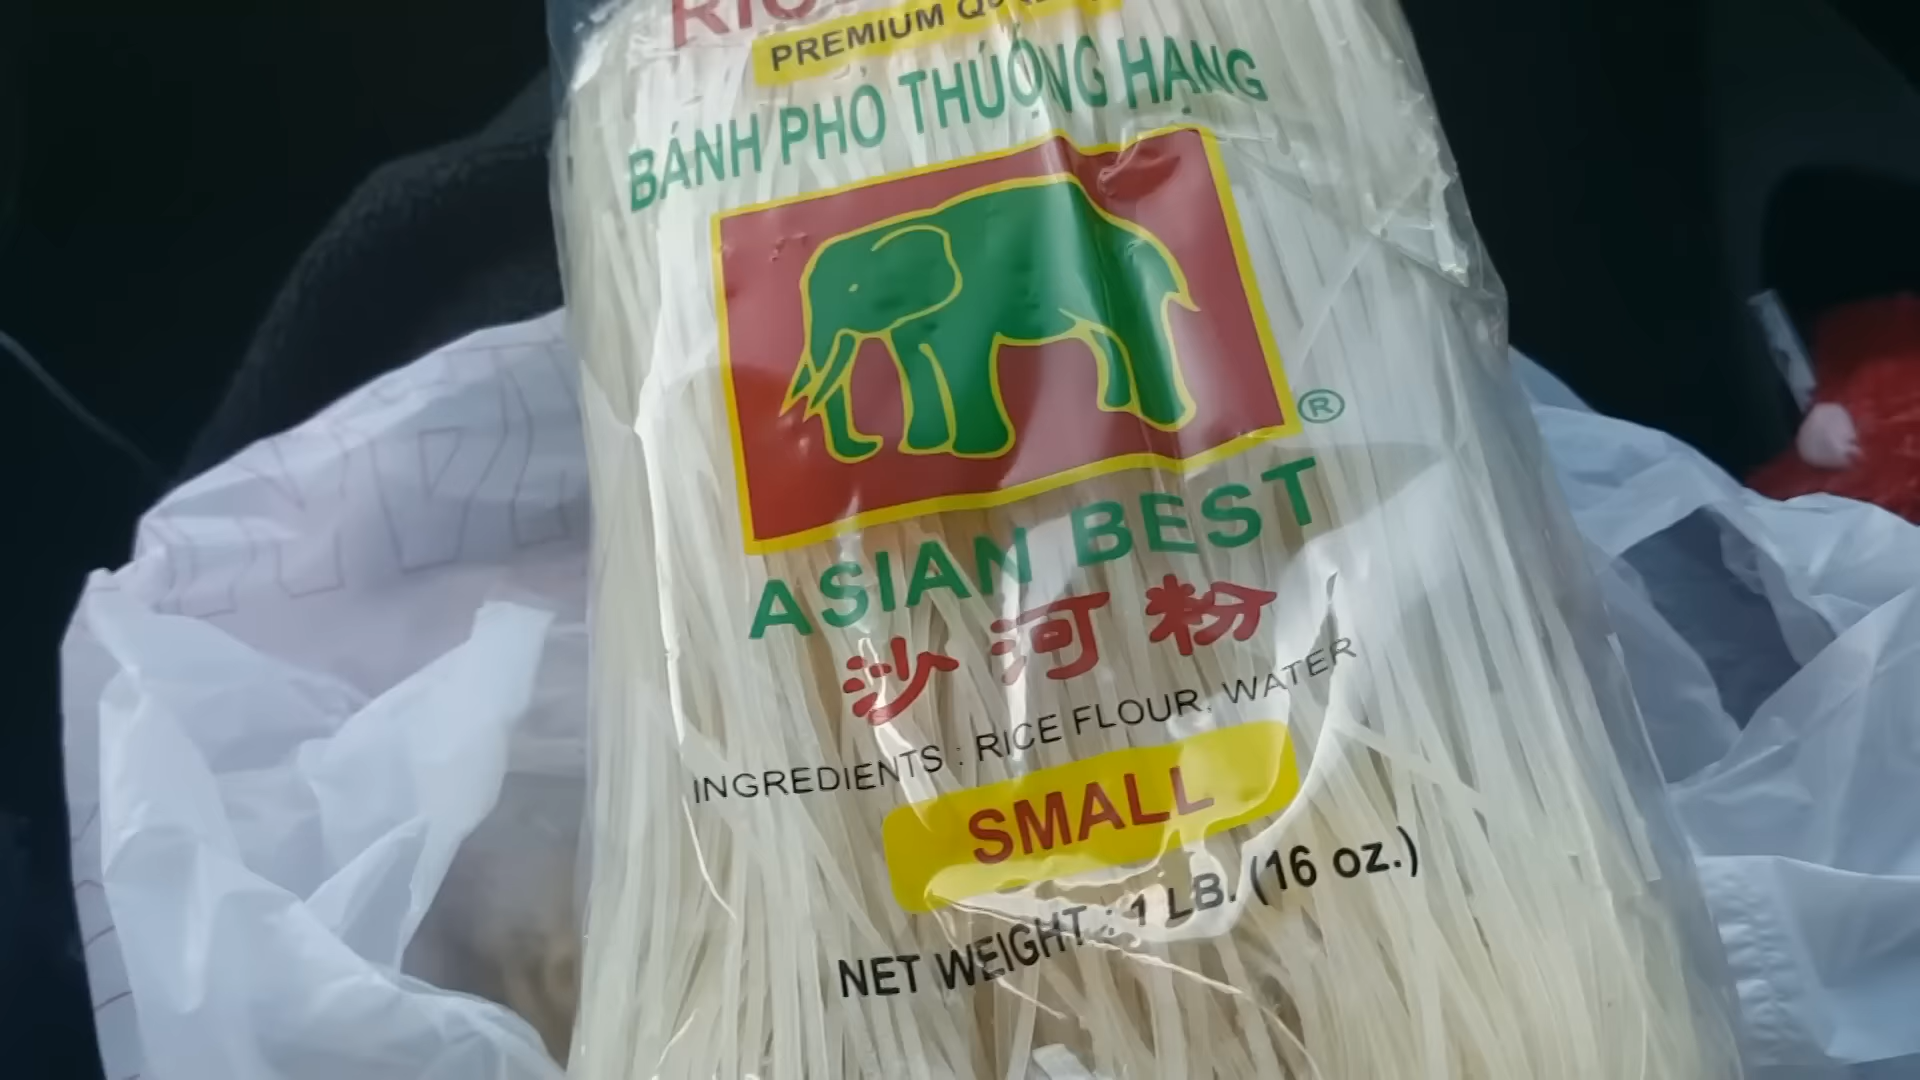 PREMIUM
BÁNH PHỞ THƯỢNG HẠNG
®
ASIAN BEST
沙河粉
INGREDIENTS : RICE FLOUR, WATER
SMALL
NET WEIGHT : 1 LB. (16 oz.)